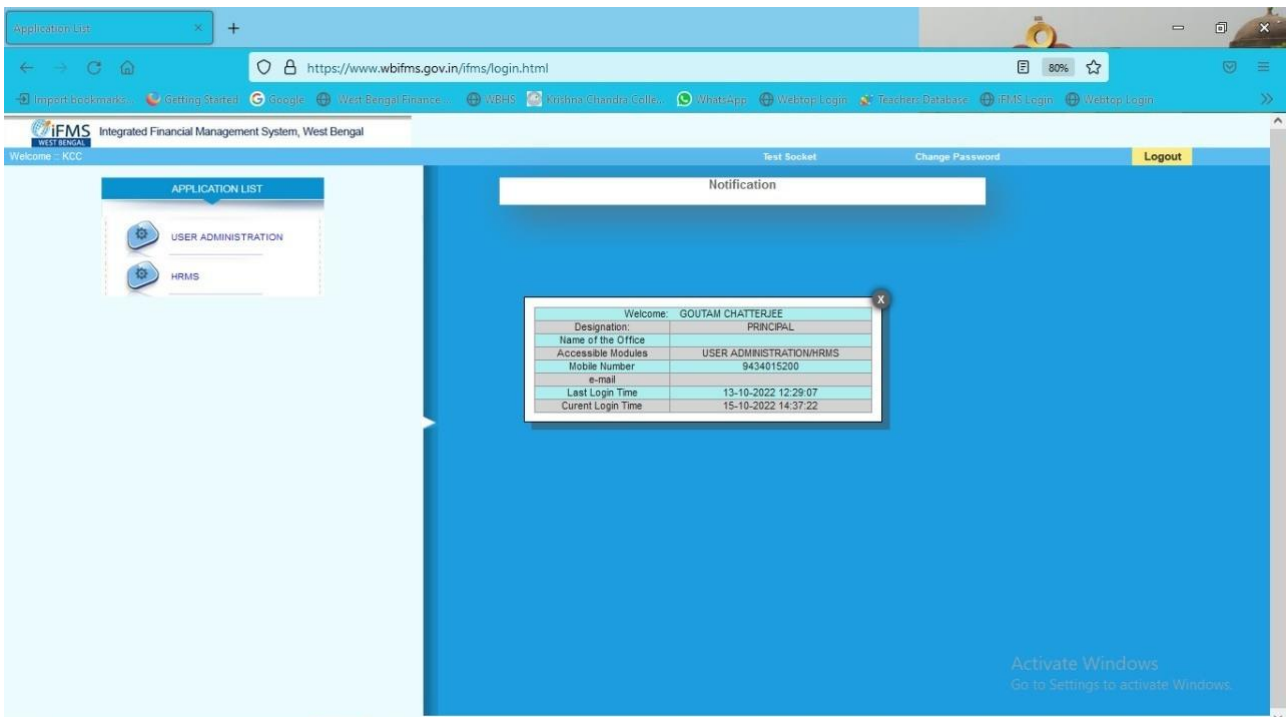 Application List
https://www.wbifms.gov.in/ifms/login.html 80%
Import bookmarks... Getting Started Google West Bengal Finance... WBHS Krishna Chandra Colle... WhatsApp Webtop Login Teachers Database IFMS Login Webtop Login
iFMS Integrated Financial Management System, West Bengal
WEST BENGAL
Welcome :: KCC Test Socket Change Password Logout
APPLICATION LIST
USER ADMINISTRATION
HRMS
Notification
X
Welcome: GOUTAM CHATTERJEE
Designation: PRINCIPAL
Name of the Office
Accessible Modules USER ADMINISTRATION/HRMS
Mobile Number 9434015200
e-mail
Last Login Time 13-10-2022 12:29:07
Curent Login Time 15-10-2022 14:37:22
Activate Windows
Go to Settings to activate Windows.